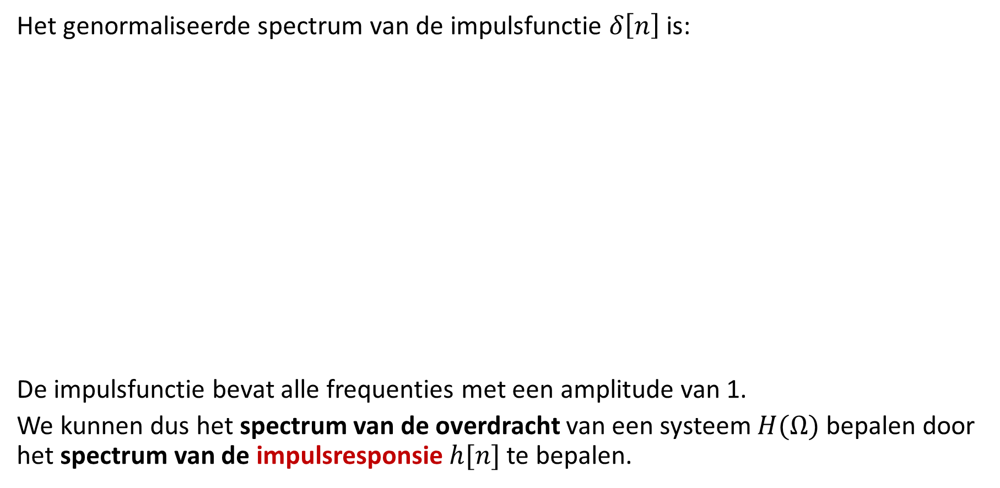 Het genormaliseerde spectrum van de impulsfunctie δ[n] is:
De impulsfunctie bevat alle frequenties met een amplitude van 1.
We kunnen dus het spectrum van de overdracht van een systeem H(Ω) bepalen door
het spectrum van de impulsresponsie h[n] te bepalen.